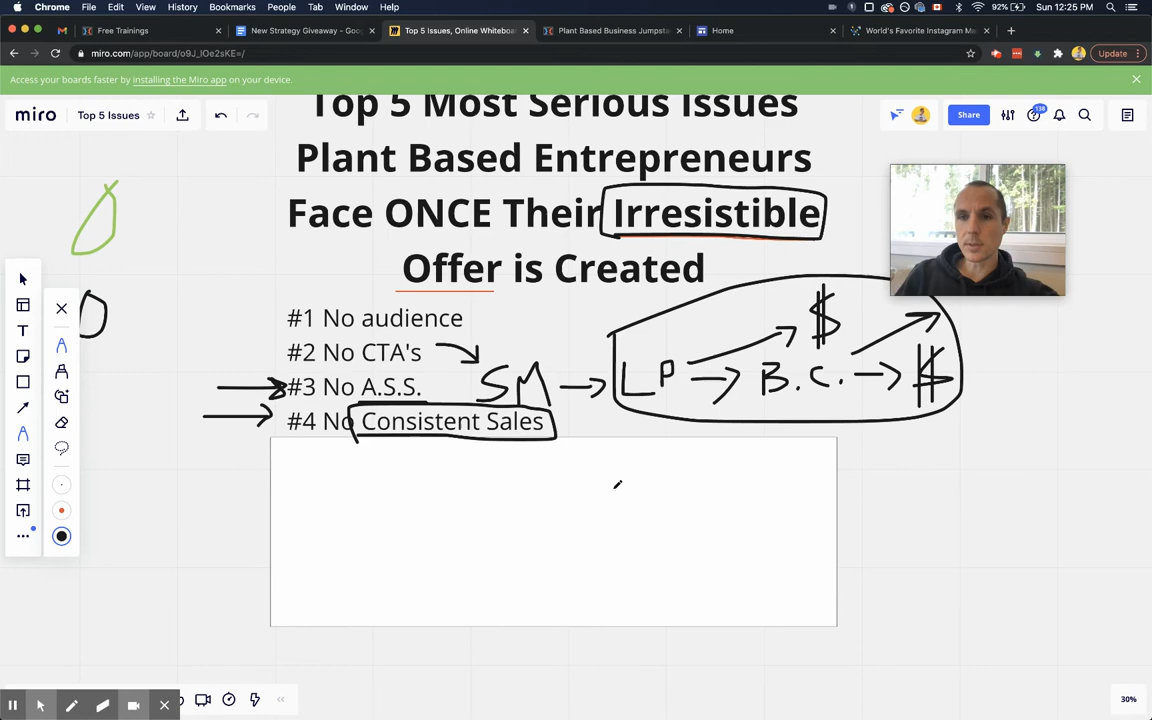 Chrome File Edit View History Bookmarks People Tab Window Help 92% Sun 12:25 PM
Free Trainings New Strategy Giveaway - Goo Top 5 Issues, Online Whiteboa Plant Based Business Jumpsta Home World's Favorite Instagram Ma
miro.com/app/board/o9J_lOe2sKE=/ Update
Access your boards faster by installing the Miro app on your device.
miro Top 5 Issues Share 138
Top 5 Most Serious Issues
Plant Based Entrepreneurs
Face ONCE Their Irresistible
Offer is Created
#1 No audience
#2 No CTA's
#3 No A.S.S.
#4 No Consistent Sales
$
SM LP B.C. $
30%